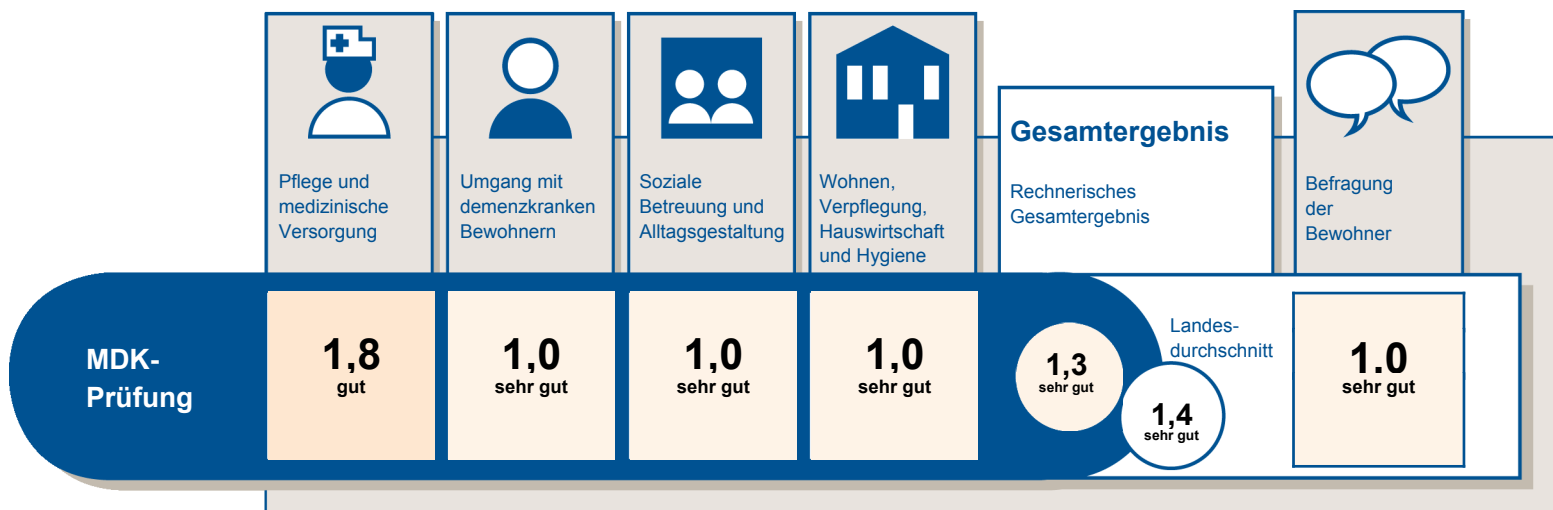 Pflege und
medizinische
Versorgung
Umgang mit
demenzkranken
Bewohnern
Soziale
Betreuung und
Alltagsgestaltung
Wohnen,
Verpflegung,
Hauswirtschaft
und Hygiene
Gesamtergebnis
Rechnerisches
Gesamtergebnis
Befragung
der
Bewohner
MDK-
Prüfung
1,8
gut
1,0
sehr gut
1,0
sehr gut
1,0
sehr gut
1,3
sehr gut
Landes-
durchschnitt
1,4
sehr gut
1.0
sehr gut